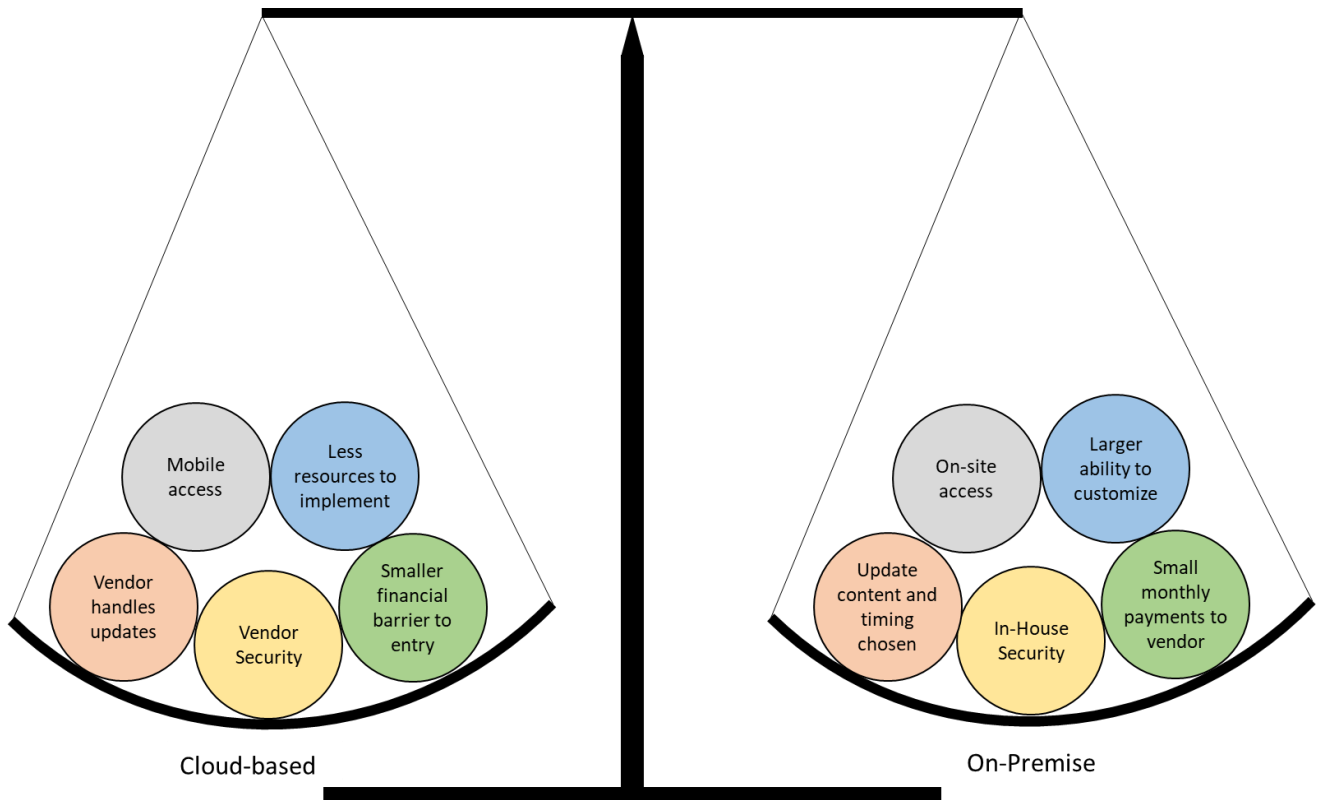 Mobile
access
Less
resources to
implement
Vendor
handles
updates
Vendor
Security
Smaller
financial
barrier to
entry
Cloud-based
On-site
access
Larger
ability to
customize
Update
content and
timing
chosen
In-House
Security
Small
monthly
payments to
vendor
On-Premise